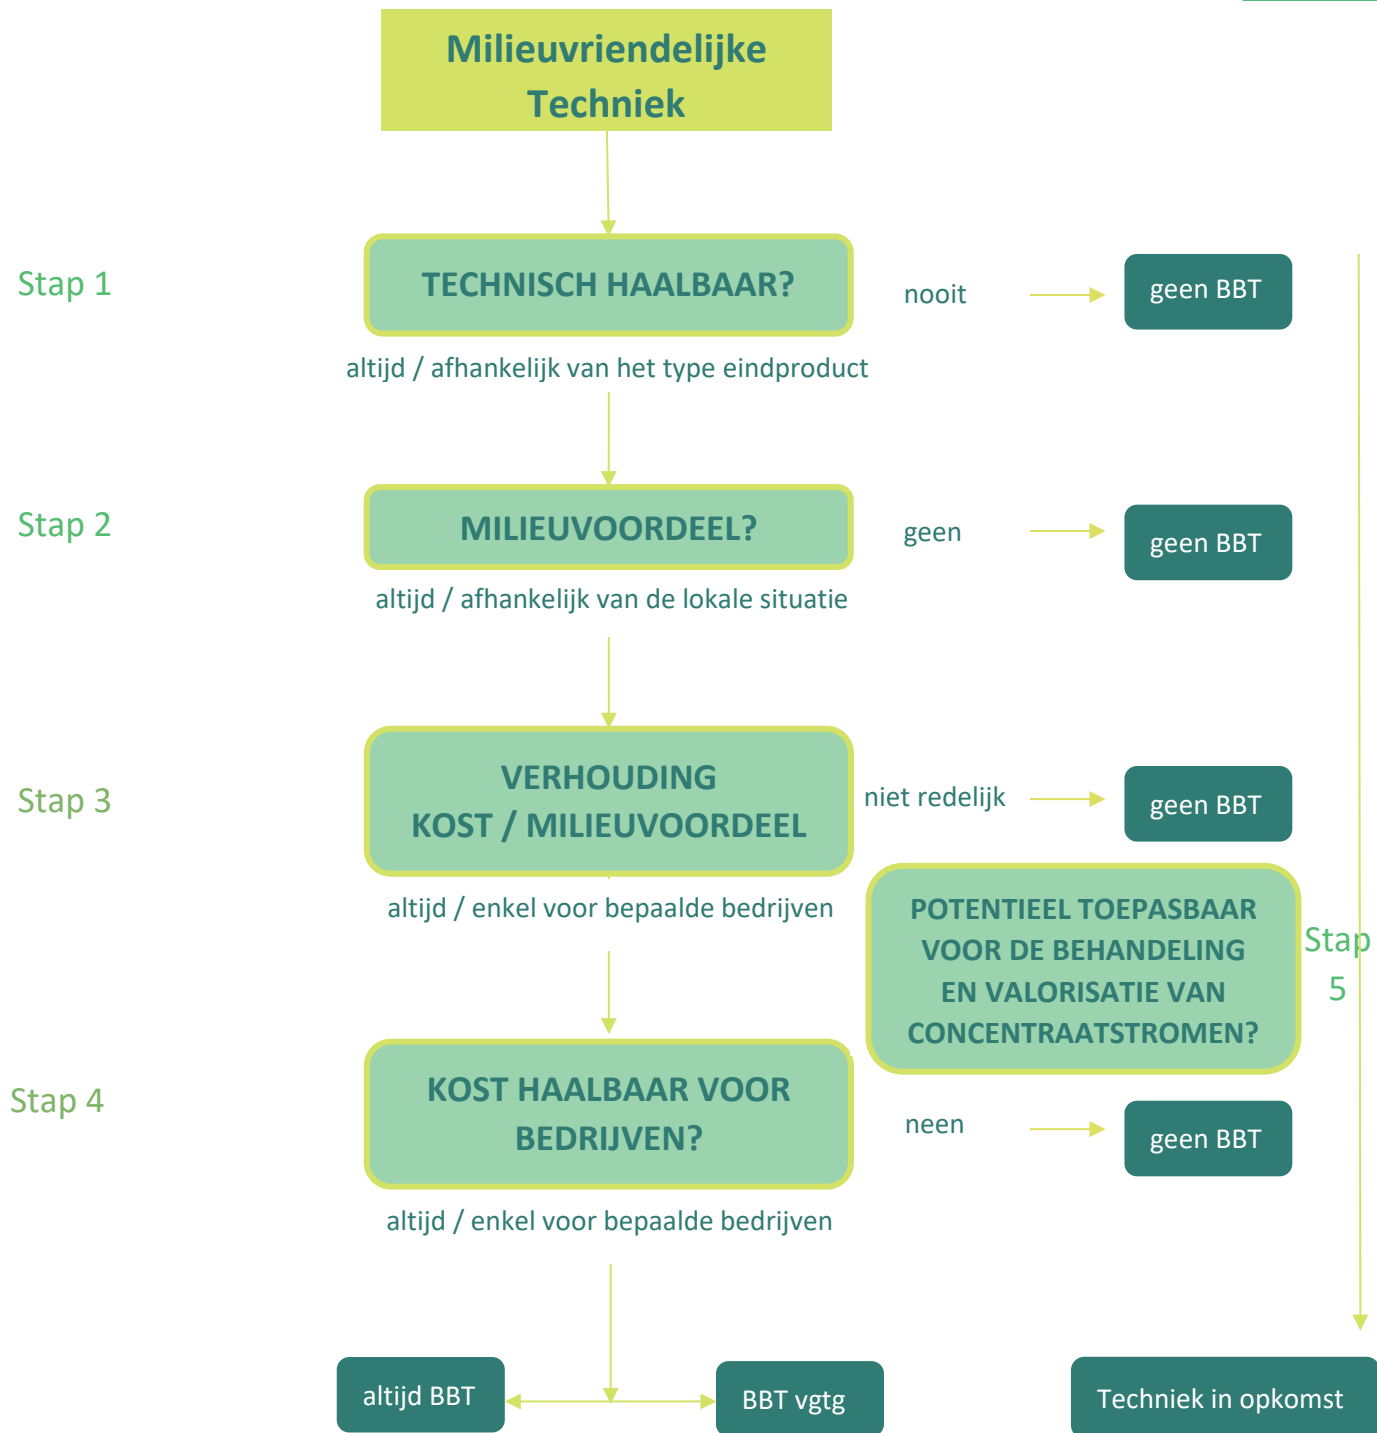 Milieuvriendelijke
Techniek
Stap 1
TECHNISCH HAALBAAR?
nooit
geen BBT
altijd / afhankelijk van het type eindproduct
Stap 2
MILIEUVOORDEEL?
geen
geen BBT
altijd / afhankelijk van de lokale situatie
Stap 3
VERHOUDING
KOST / MILIEUVOORDEEL
niet redelijk
geen BBT
altijd / enkel voor bepaalde bedrijven
POTENTIEEL TOEPASBAAR
VOOR DE BEHANDELING
EN VALORISATIE VAN
CONCENTRAATSTROMEN?
Stap
5
Stap 4
KOST HAALBAAR VOOR
BEDRIJVEN?
neen
geen BBT
altijd / enkel voor bepaalde bedrijven
altijd BBT
BBT vgtg
Techniek in opkomst